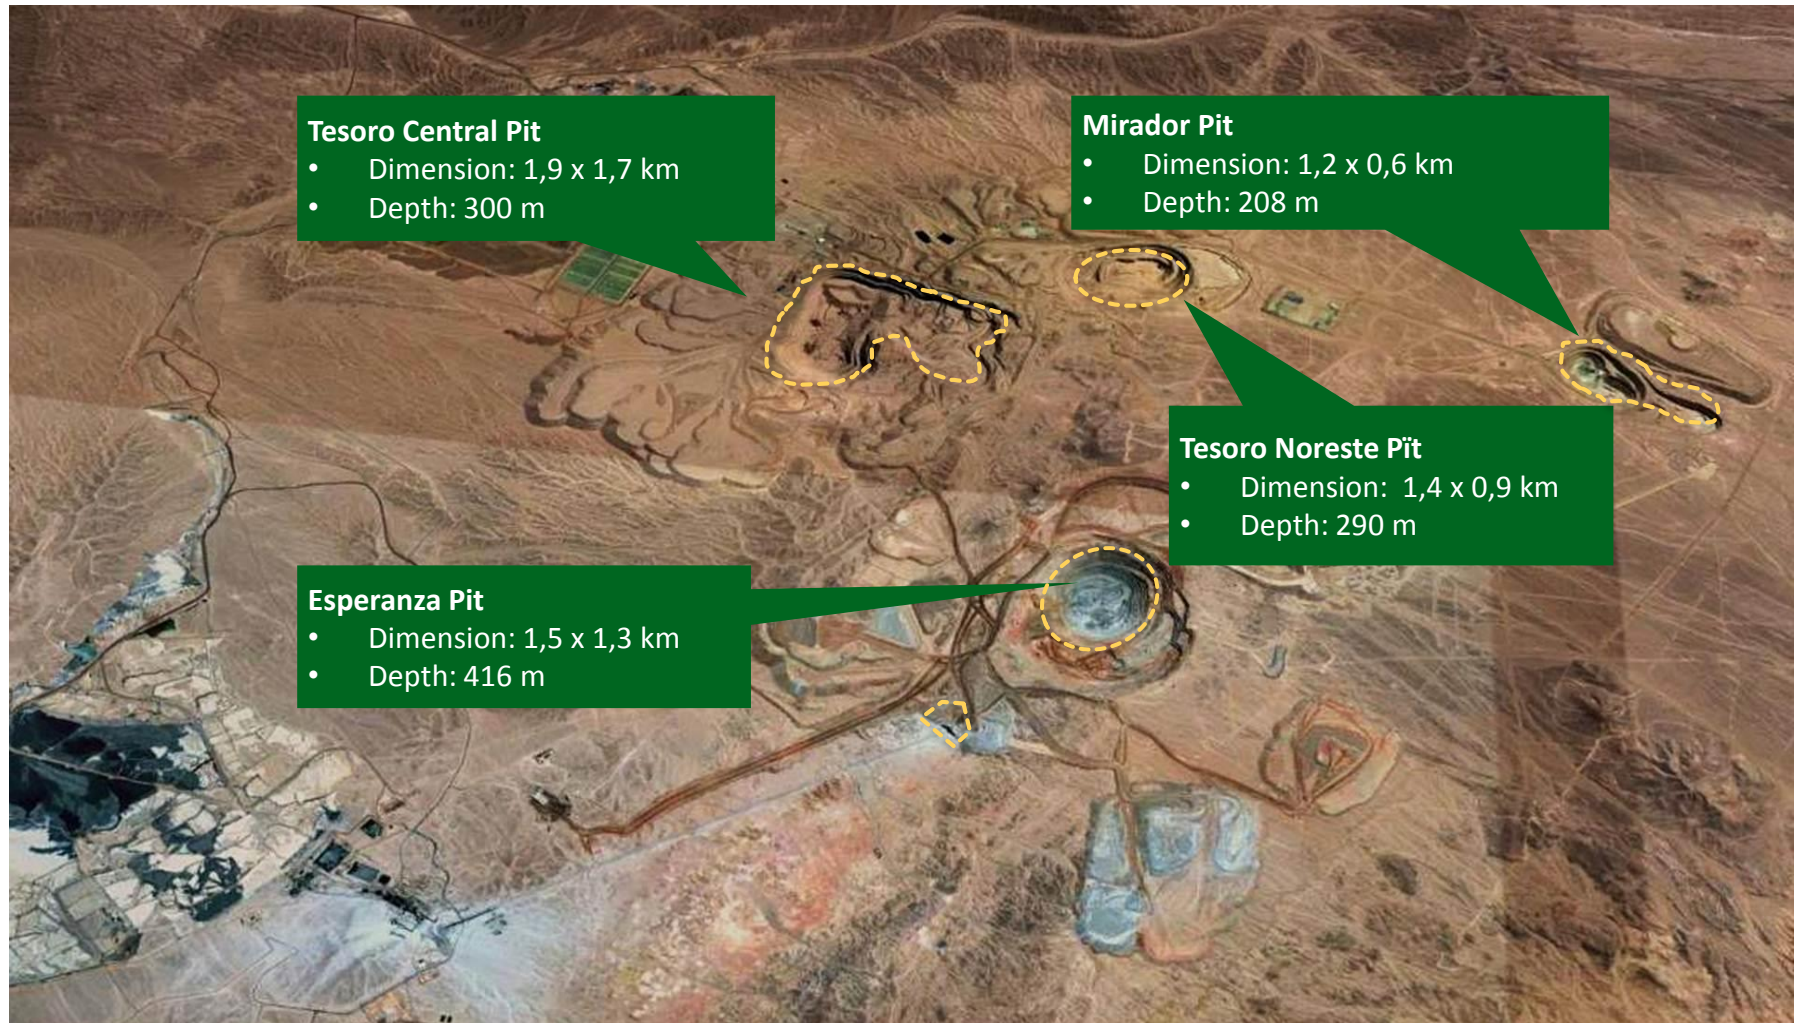 Tesoro Central Pit
• Dimension: 1,9 x 1,7 km
• Depth: 300 m
Mirador Pit
• Dimension: 1,2 x 0,6 km
• Depth: 208 m
Tesoro Noreste Pït
• Dimension: 1,4 x 0,9 km
• Depth: 290 m
Esperanza Pit
• Dimension: 1,5 x 1,3 km
• Depth: 416 m